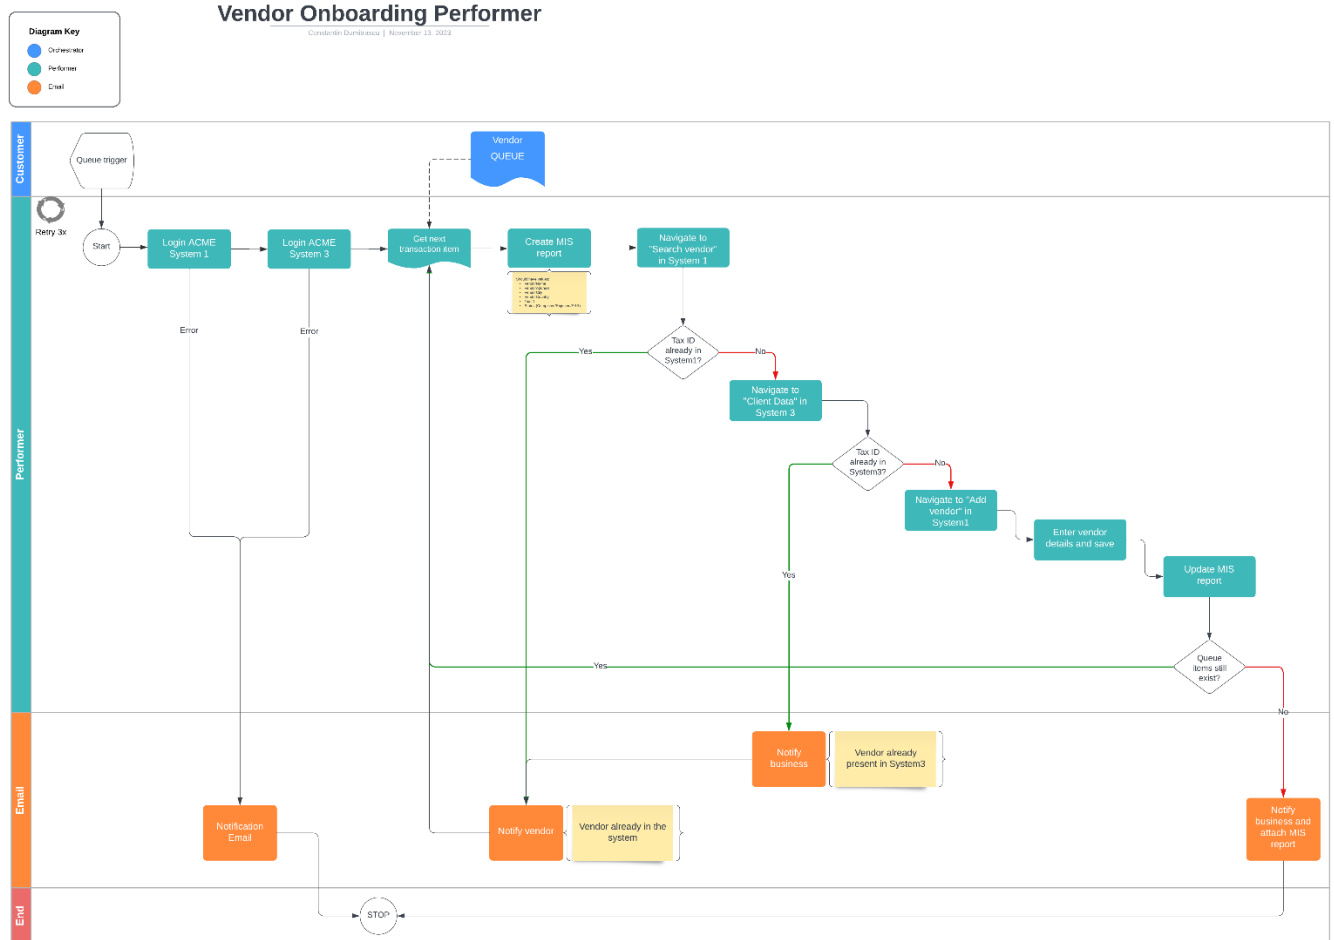 Vendor Onboarding Performer
Constantin Dumitrascu | November 13, 2023
Diagram Key
Orchestrator
Performer
Email
Customer
Queue trigger
Vendor
QUEUE
Performer
Retry 3x
Start
Login ACME
System 1
Login ACME
System 3
Get next
transaction item
Create MIS
report
Navigate to
"Search vendor"
in System 1
Error
Error
Tax ID
already in
System1?
Yes
No
Navigate to
"Client Data" in
System 3
Tax ID
already in
System3?
No
Yes
Navigate to "Add
vendor" in
System1
Enter vendor
details and save
Update MIS
report
Queue
items still
exist?
Yes
No
Email
Notify
business
Vendor already
present in System3
Notification
Email
Notify vendor
Vendor already in the
system
Notify
business and
attach MIS
report
End
STOP